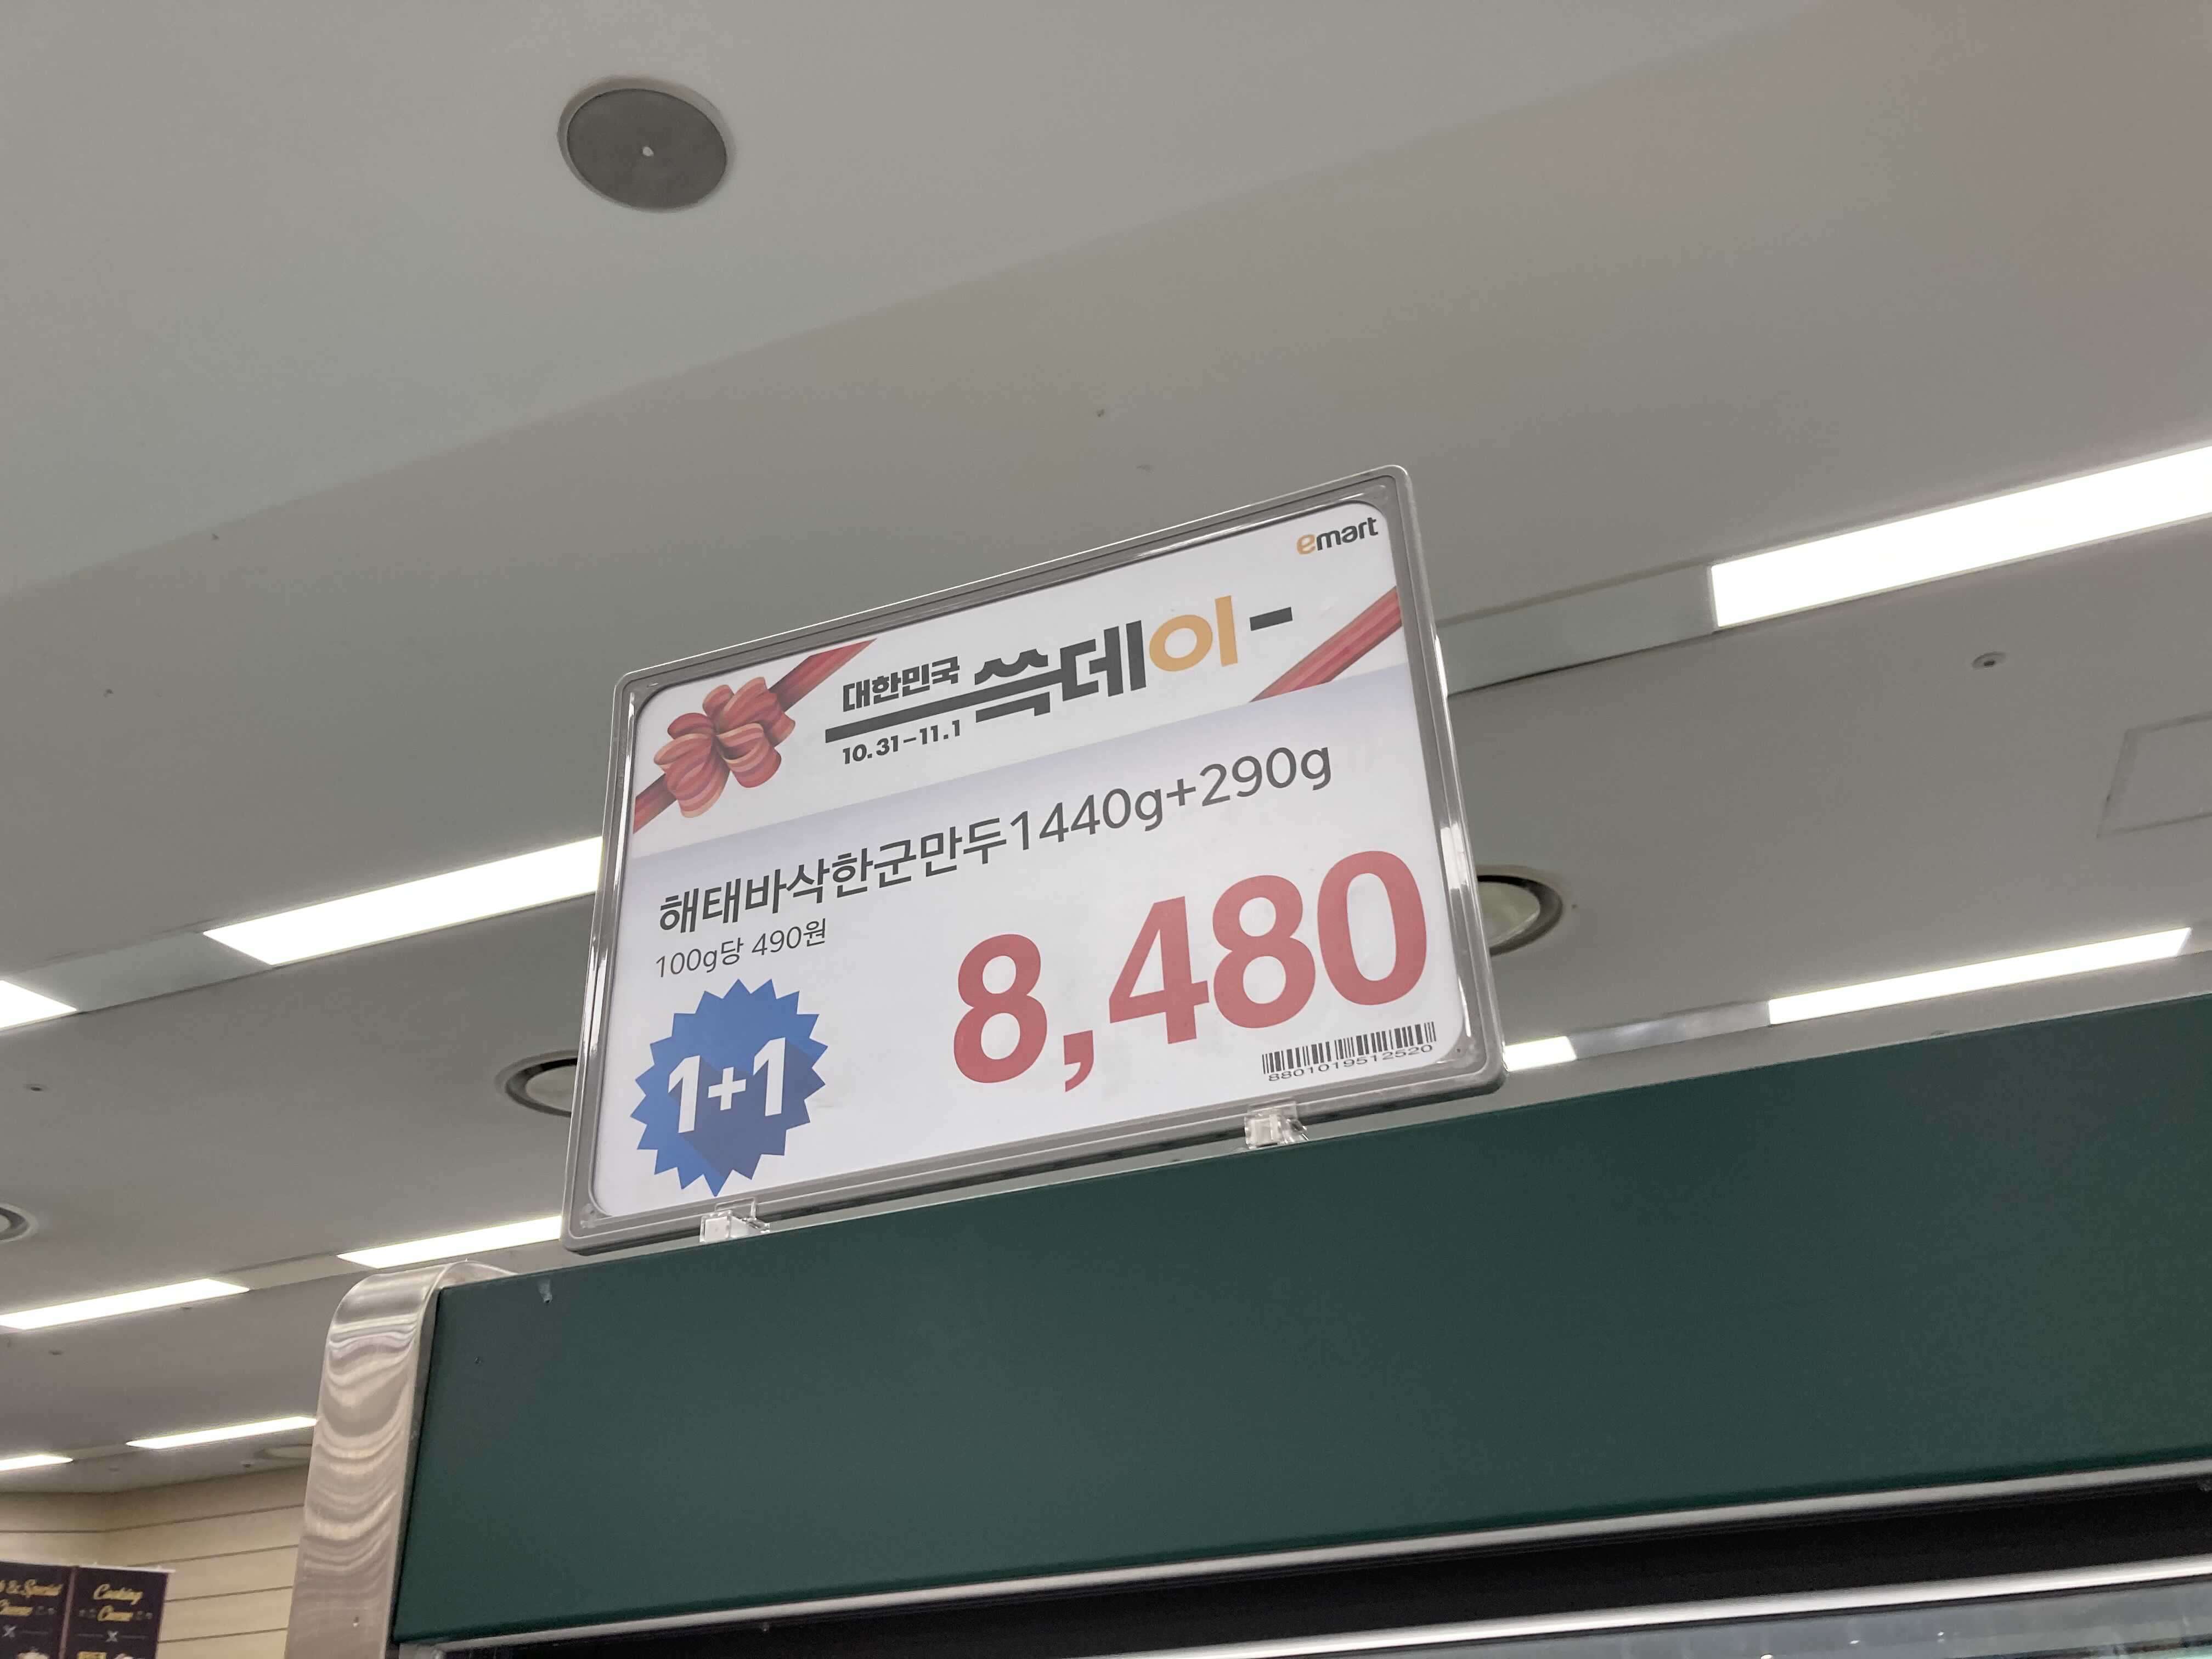 emart
대한민국 쓱데이-
10.31-11.1
해태바삭한군만두1440g+290g
100g당 490원
8,480
1+1
8801019512520
& Special
Cooking